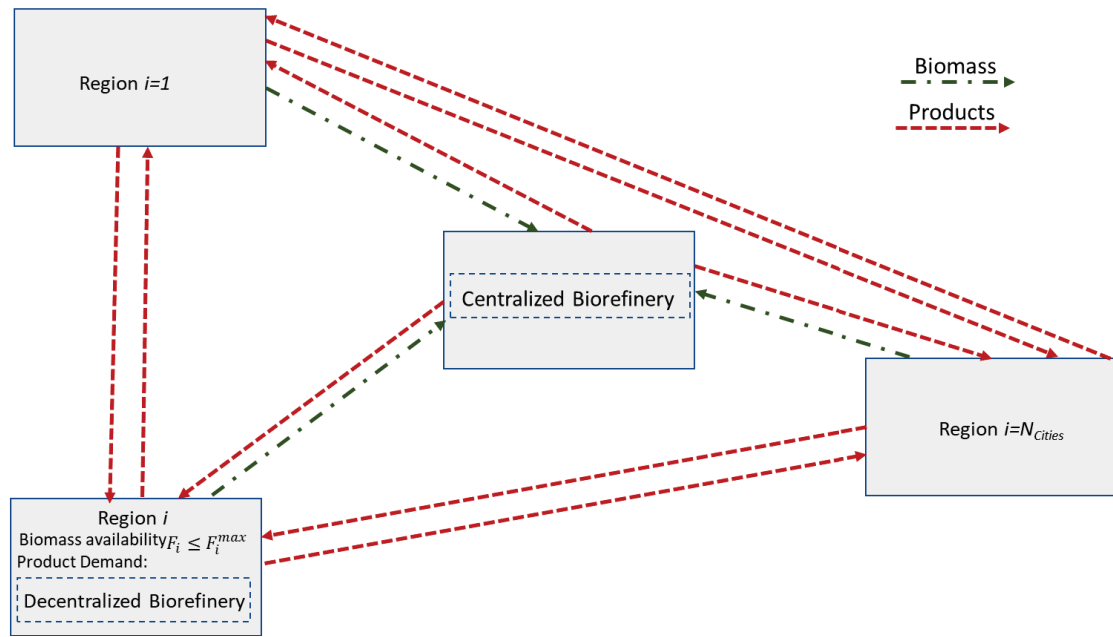 Region i=1
Biomass
Products
Centralized Biorefinery
Region i=N_Cities
Region i
Biomass availability F_i ≤ F_i^max
Product Demand:
Decentralized Biorefinery